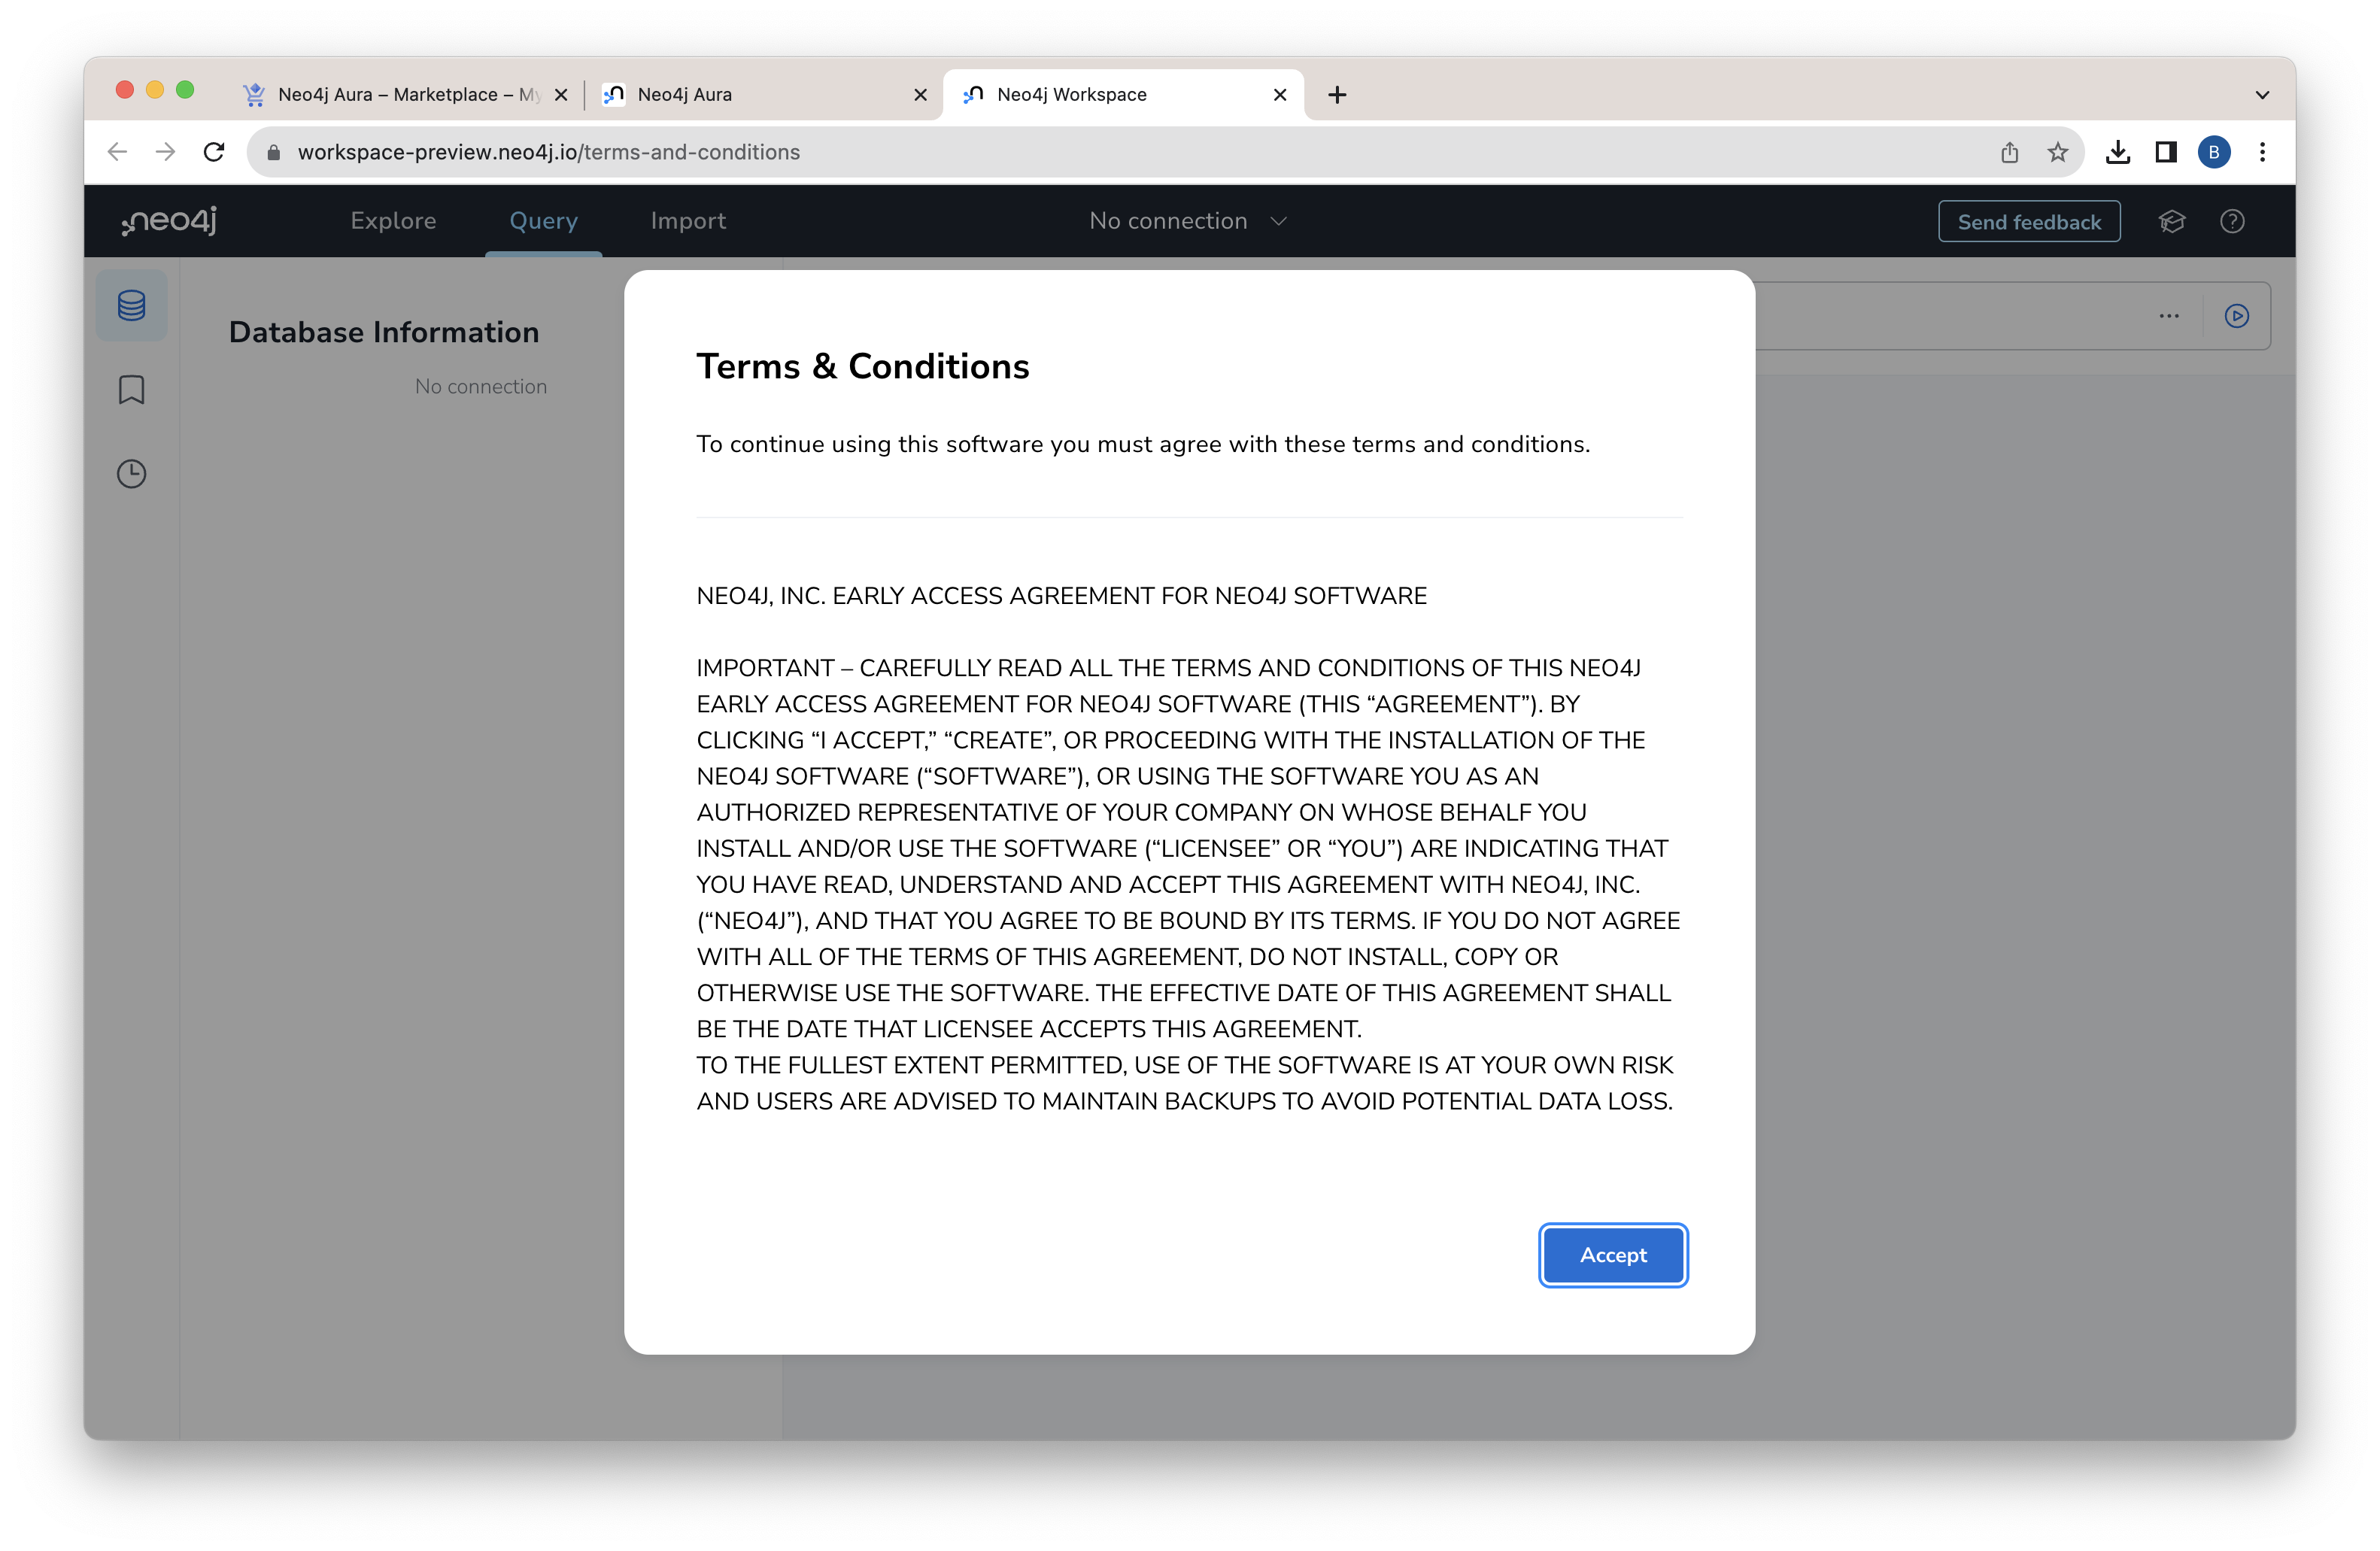 Neo4j Aura – Marketplace – My
Neo4j Aura
Neo4j Workspace
workspace-preview.neo4j.io/terms-and-conditions
B
neo4j
Explore
Query
Import
No connection
Send feedback
Database Information
No connection
Terms & Conditions
To continue using this software you must agree with these terms and conditions.
NEO4J, INC. EARLY ACCESS AGREEMENT FOR NEO4J SOFTWARE
IMPORTANT – CAREFULLY READ ALL THE TERMS AND CONDITIONS OF THIS NEO4J
EARLY ACCESS AGREEMENT FOR NEO4J SOFTWARE (THIS “AGREEMENT”). BY
CLICKING “I ACCEPT,” “CREATE”, OR PROCEEDING WITH THE INSTALLATION OF THE
NEO4J SOFTWARE (“SOFTWARE”), OR USING THE SOFTWARE YOU AS AN
AUTHORIZED REPRESENTATIVE OF YOUR COMPANY ON WHOSE BEHALF YOU
INSTALL AND/OR USE THE SOFTWARE (“LICENSEE” OR “YOU”) ARE INDICATING THAT
YOU HAVE READ, UNDERSTAND AND ACCEPT THIS AGREEMENT WITH NEO4J, INC.
(“NEO4J”), AND THAT YOU AGREE TO BE BOUND BY ITS TERMS. IF YOU DO NOT AGREE
WITH ALL OF THE TERMS OF THIS AGREEMENT, DO NOT INSTALL, COPY OR
OTHERWISE USE THE SOFTWARE. THE EFFECTIVE DATE OF THIS AGREEMENT SHALL
BE THE DATE THAT LICENSEE ACCEPTS THIS AGREEMENT.
TO THE FULLEST EXTENT PERMITTED, USE OF THE SOFTWARE IS AT YOUR OWN RISK
AND USERS ARE ADVISED TO MAINTAIN BACKUPS TO AVOID POTENTIAL DATA LOSS.
Accept